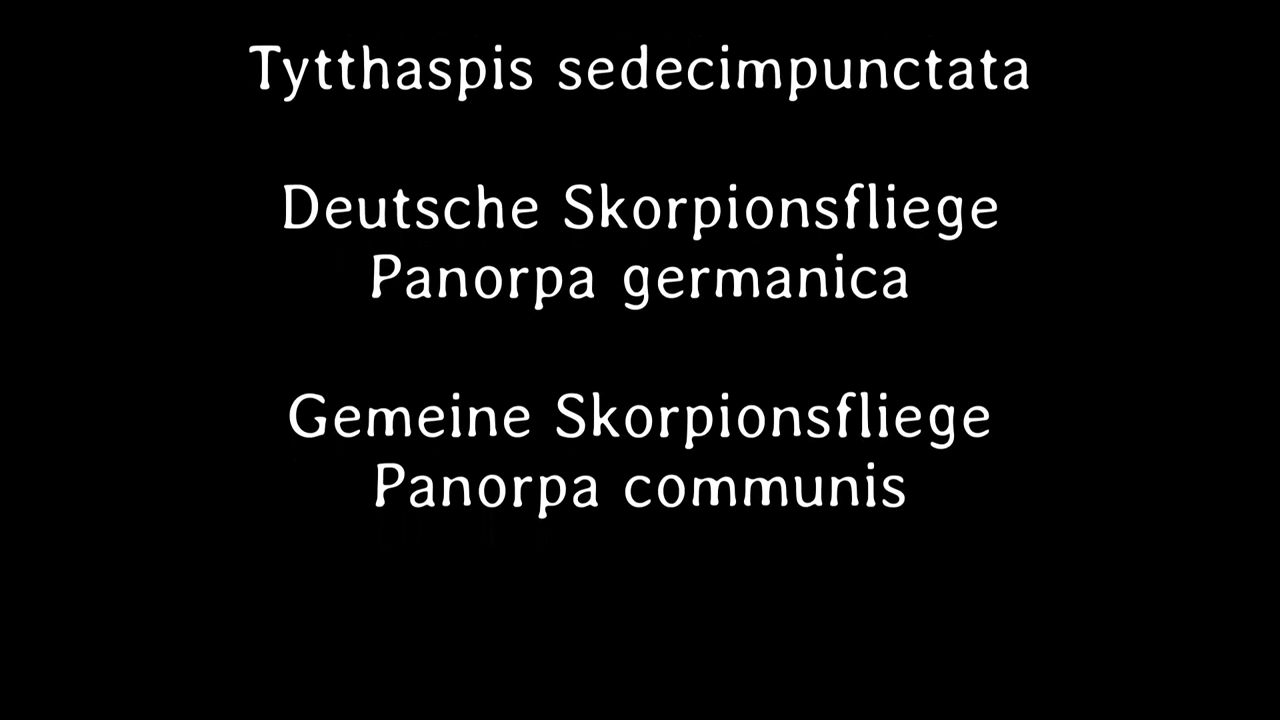 Tytthaspis sedecimpunctata
Deutsche Skorpionsfliege
Panorpa germanica
Gemeine Skorpionsfliege
Panorpa communis